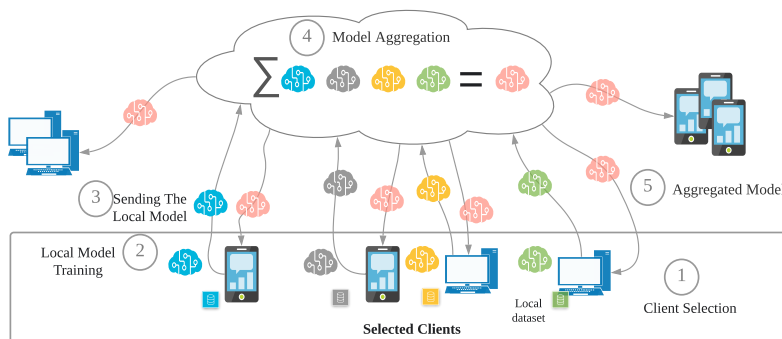 4
Model Aggregation
∑
=
3
Sending The
Local Model
5
Aggregated Model
2
Local Model
Training
1
Client Selection
Local
dataset
Selected Clients